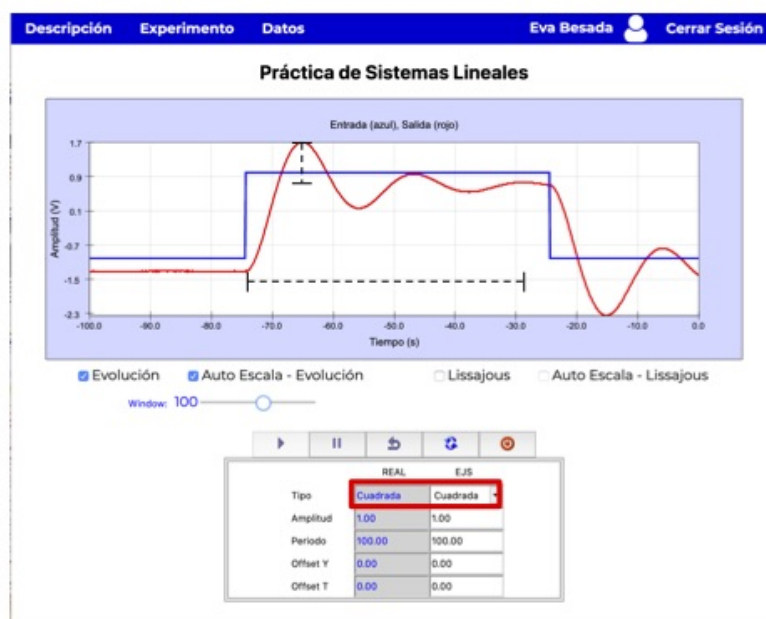 Descripción Experimento Datos Eva Besada Cerrar Sesión
Práctica de Sistemas Lineales
Entrada (azul), Salida (rojo)
Amplitud (V)
1.7
0.9
0.1
-0.7
-1.5
-2.3
-100.0 -90.0 -80.0 -70.0 -60.0 -50.0 -40.0 -30.0 -20.0 -10.0 0.0
Tiempo (s)
Evolución Auto Escala - Evolución Lissajous Auto Escala - Lissajous
Window: 100
REAL EJS
Tipo Cuadrada Cuadrada
Amplitud 1.00 1.00
Periodo 100.00 100.00
Offset Y 0.00 0.00
Offset T 0.00 0.00